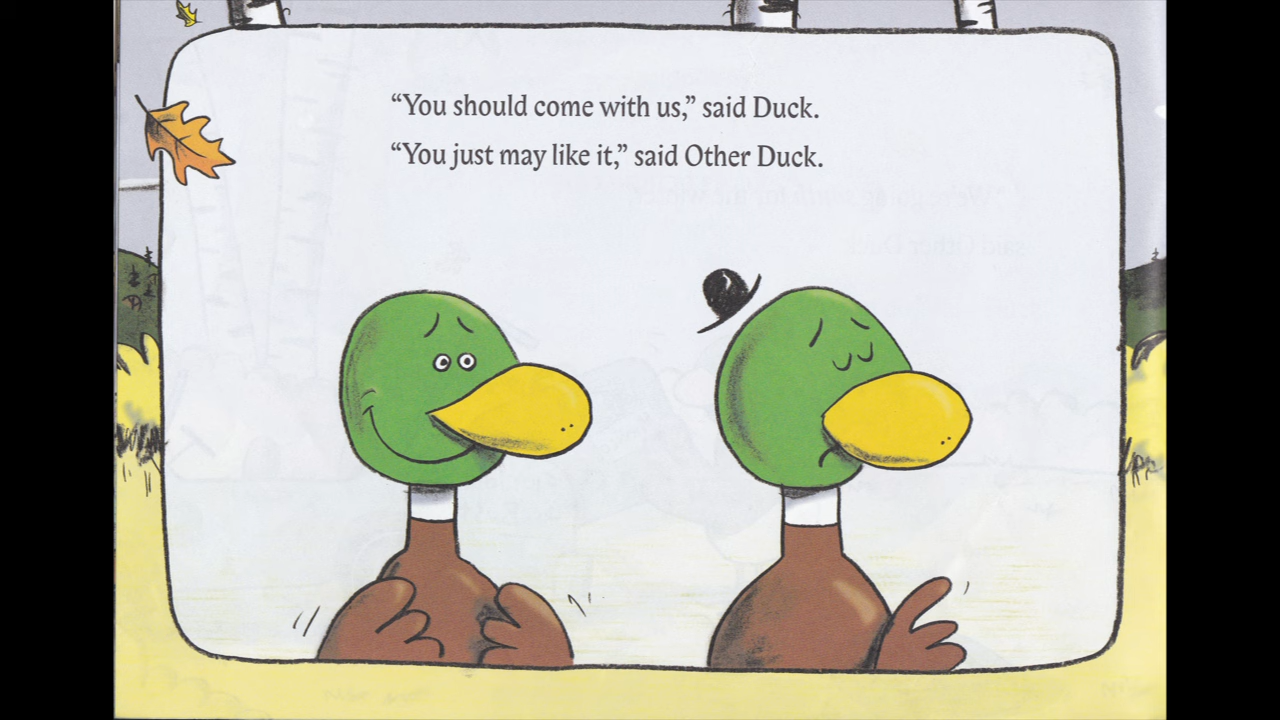 “You should come with us,” said Duck.
“You just may like it,” said Other Duck.